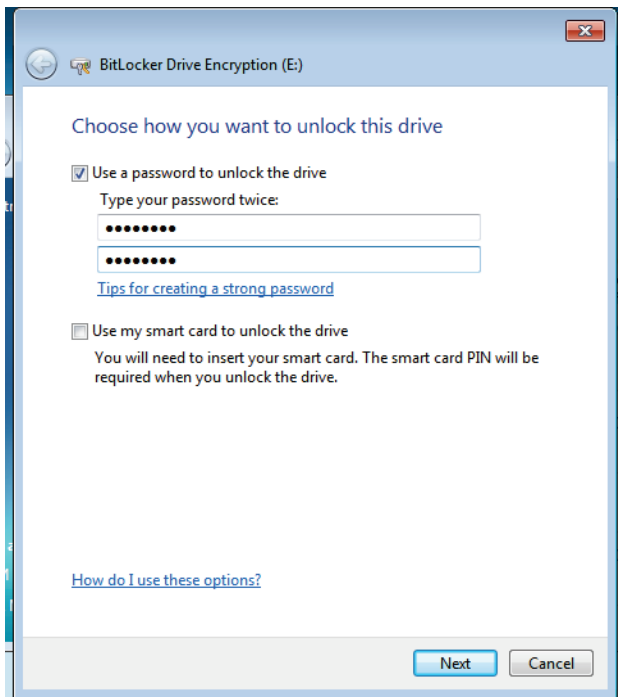 BitLocker Drive Encryption (E:)
Choose how you want to unlock this drive
Use a password to unlock the drive
Type your password twice:
●●●●●●●●
●●●●●●●●
Tips for creating a strong password
Use my smart card to unlock the drive
You will need to insert your smart card. The smart card PIN will be
required when you unlock the drive.
How do I use these options?
Next
Cancel